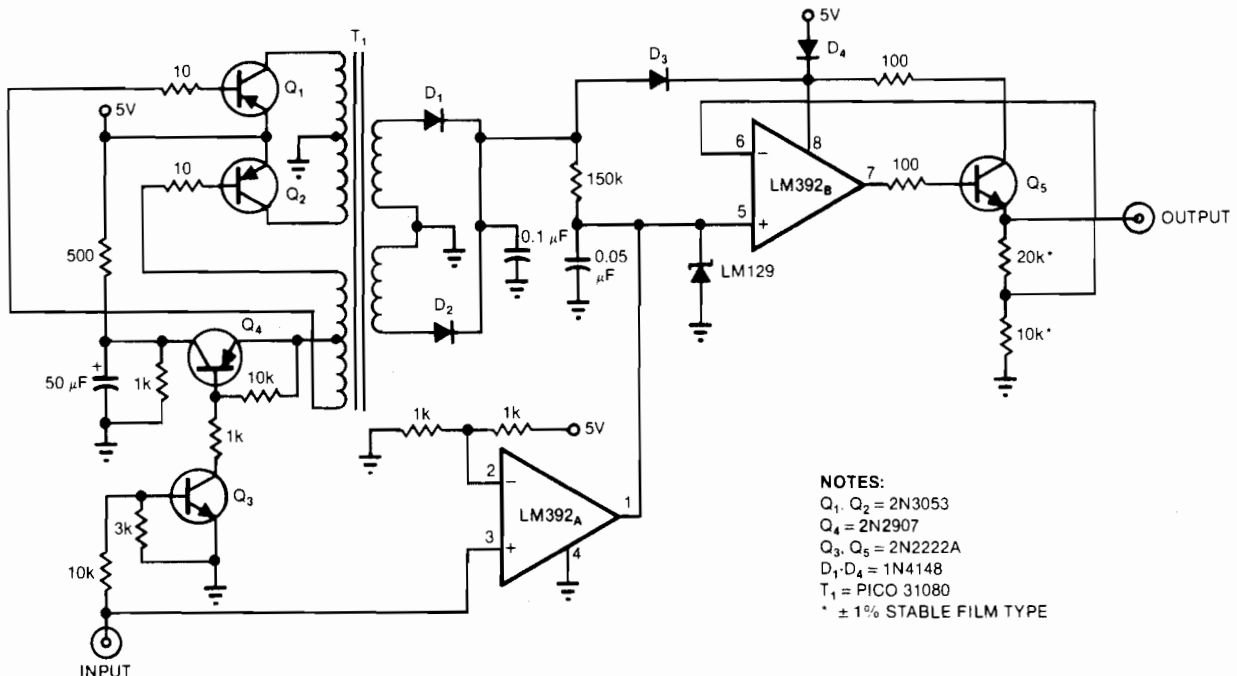 T₁
5V
D₄
D₃
100
10
Q₁
D₁
5V
6
−
8
150k
LM392B
7
100
Q₅
10
Q₂
5
+
OUTPUT
0.1 μF
0.05
μF
LM129
20k*
500
D₂
10k*
Q₄
+
50 μF
1k
10k
1k
1k
5V
1k
2
−
Q₃
LM392A
1
3k
3
+
4
10k
INPUT
NOTES:
Q₁, Q₂ = 2N3053
Q₄ = 2N2907
Q₃, Q₅ = 2N2222A
D₁-D₄ = 1N4148
T₁ = PICO 31080
* ±1% STABLE FILM TYPE